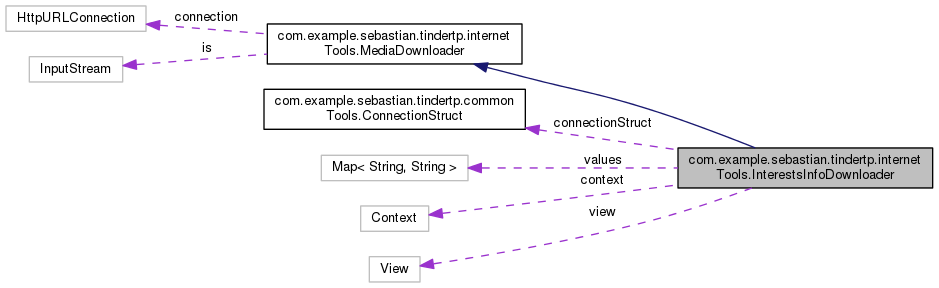 HttpURLConnection
connection
com.example.sebastian.tindertp.internet
Tools.MediaDownloader
is
InputStream
com.example.sebastian.tindertp.common
Tools.ConnectionStruct
connectionStruct
com.example.sebastian.tindertp.internet
Tools.InterestsInfoDownloader
values
Map< String, String >
context
Context
view
View